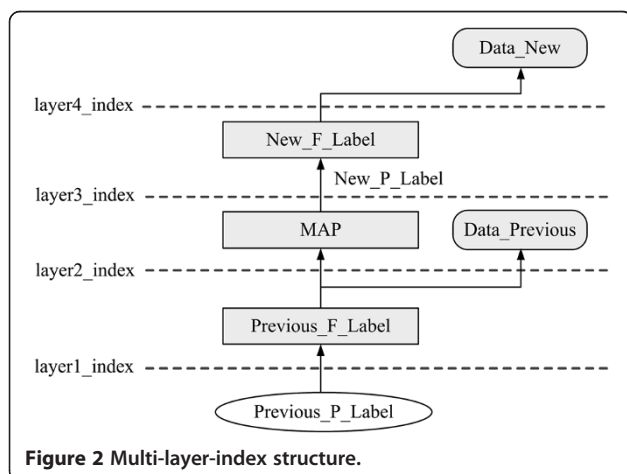 Data_New
layer4_index
New_F_Label
New_P_Label
layer3_index
MAP
Data_Previous
layer2_index
Previous_F_Label
layer1_index
Previous_P_Label
Figure 2 Multi-layer-index structure.